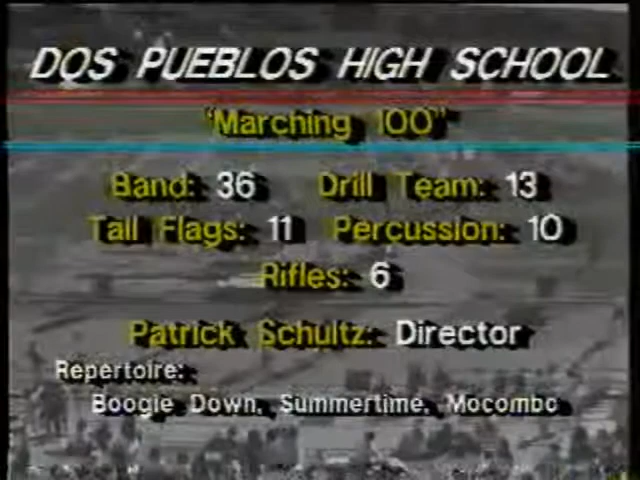 DOS PUEBLOS HIGH SCHOOL
"Marching 100"
Band: 36 Drill Team: 13
Tall Flags: 11 Percussion: 10
Rifles: 6
Patrick Schultz: Director
Repertoire:
Boogie Down, Summertime, Mocombo